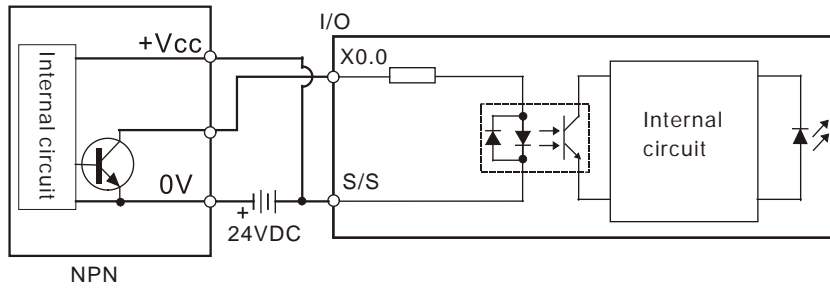 I/O
+Vcc
X0.0
Internal circuit
Internal
circuit
0V
S/S
+
24VDC
NPN